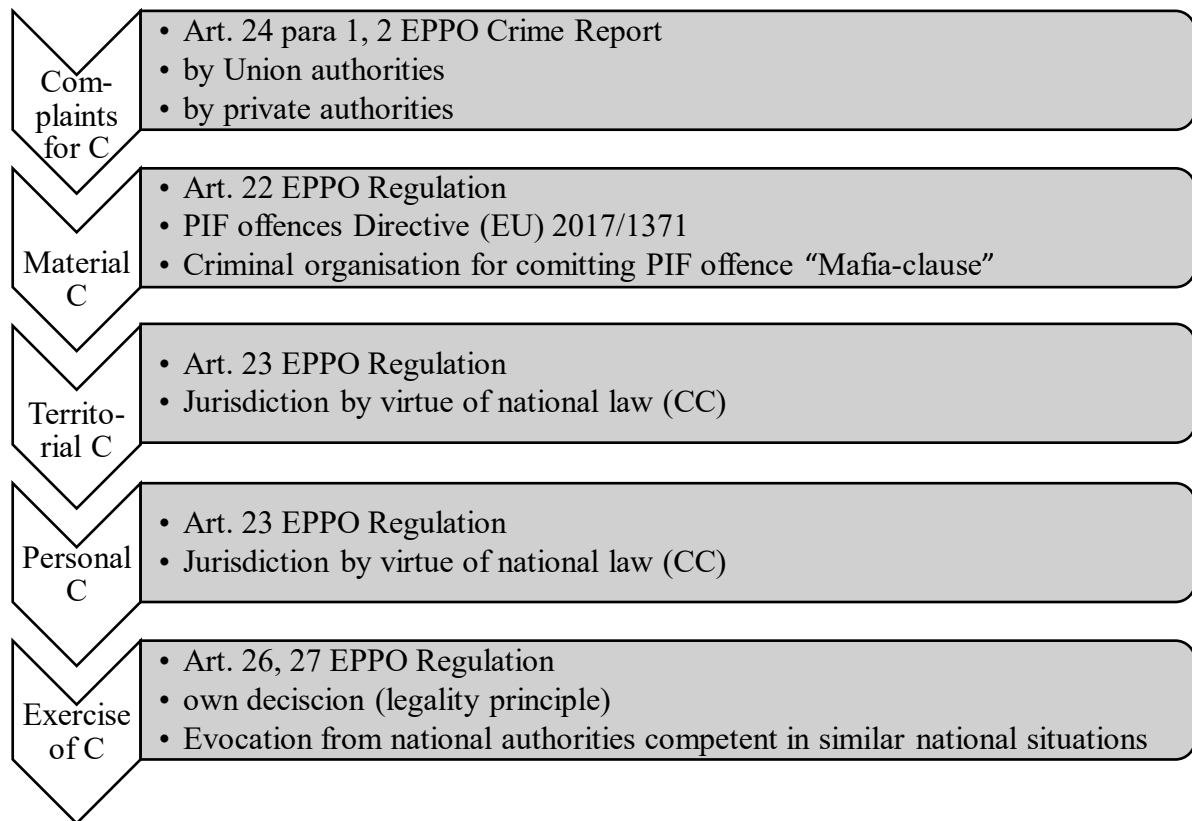 Com-
plaints
for C
• Art. 24 para 1, 2 EPPO Crime Report
• by Union authorities
• by private authorities
Material
C
• Art. 22 EPPO Regulation
• PIF offences Directive (EU) 2017/1371
• Criminal organisation for comitting PIF offence “Mafia-clause”
Territo-
rial C
• Art. 23 EPPO Regulation
• Jurisdiction by virtue of national law (CC)
Personal
C
• Art. 23 EPPO Regulation
• Jurisdiction by virtue of national law (CC)
Exercise
of C
• Art. 26, 27 EPPO Regulation
• own deciscion (legality principle)
• Evocation from national authorities competent in similar national situations